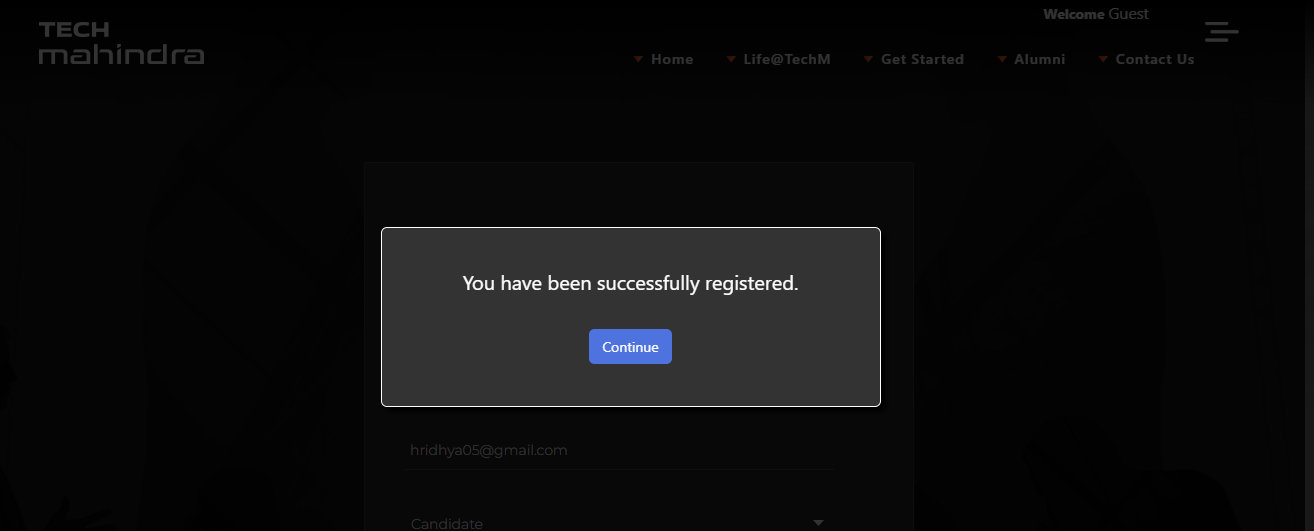 Welcome Guest
TECH
mahindra
Home
Life@TechM
Get Started
Alumni
Contact Us
You have been successfully registered.
Continue
hridhya05@gmail.com
Candidate